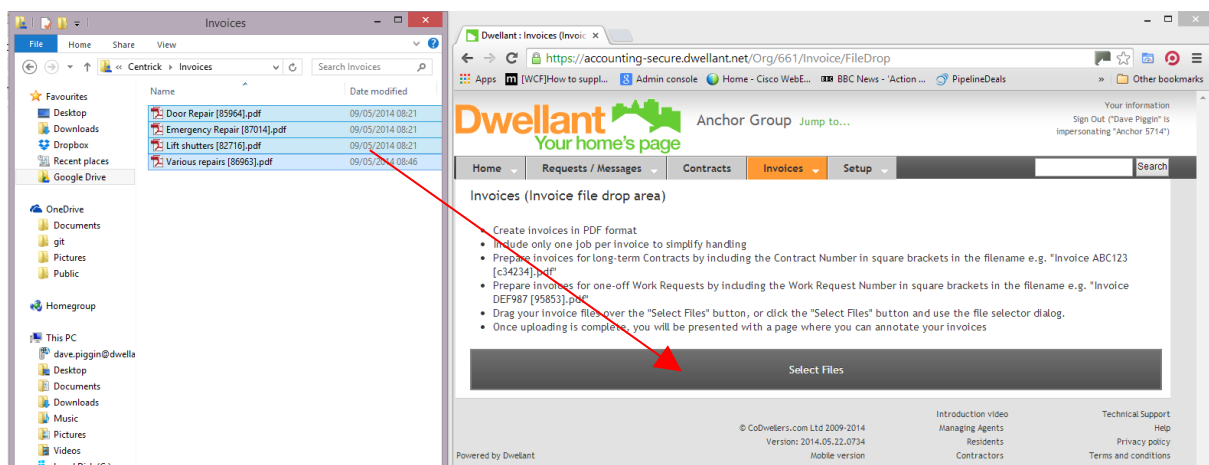 Invoices
File Home Share View
« Centrick ▸ Invoices
Search Invoices
Name Date modified
Favourites
Desktop
Downloads
Dropbox
Recent places
Google Drive
OneDrive
Documents
git
Pictures
Public
Homegroup
This PC
dave.piggin@dwella
Desktop
Documents
Downloads
Music
Pictures
Videos
Door Repair [85964].pdf 09/05/2014 08:21
Emergency Repair [87014].pdf 09/05/2014 08:21
Lift shutters [82716].pdf 09/05/2014 08:21
Various repairs [86963].pdf 09/05/2014 08:46
Dwellant : Invoices (Invoic
https://accounting-secure.dwellant.net/Org/661/Invoice/FileDrop
Apps [WCF]How to suppl... Admin console Home - Cisco WebE... BBC News - 'Action ... PipelineDeals » Other bookmarks
Dwellant
Your home's page
Anchor Group Jump to...
Your information
Sign Out ("Dave Piggin" is
impersonating "Anchor 5714")
Home Requests / Messages Contracts Invoices Setup Search
Invoices (Invoice file drop area)
• Create invoices in PDF format
• Include only one job per invoice to simplify handling
• Prepare invoices for long-term Contracts by including the Contract Number in square brackets in the filename e.g. "Invoice ABC123
[c34234].pdf"
• Prepare invoices for one-off Work Requests by including the Work Request Number in square brackets in the filename e.g. "Invoice
DEF987 [95853].pdf"
• Drag your invoice files over the "Select Files" button, or click the "Select Files" button and use the file selector dialog.
• Once uploading is complete, you will be presented with a page where you can annotate your invoices
Select Files
Introduction video Technical Support
© CoDwellers.com Ltd 2009-2014 Managing Agents Help
Version: 2014.05.22.0734 Residents Privacy policy
Powered by Dwellant Mobile version Contractors Terms and conditions